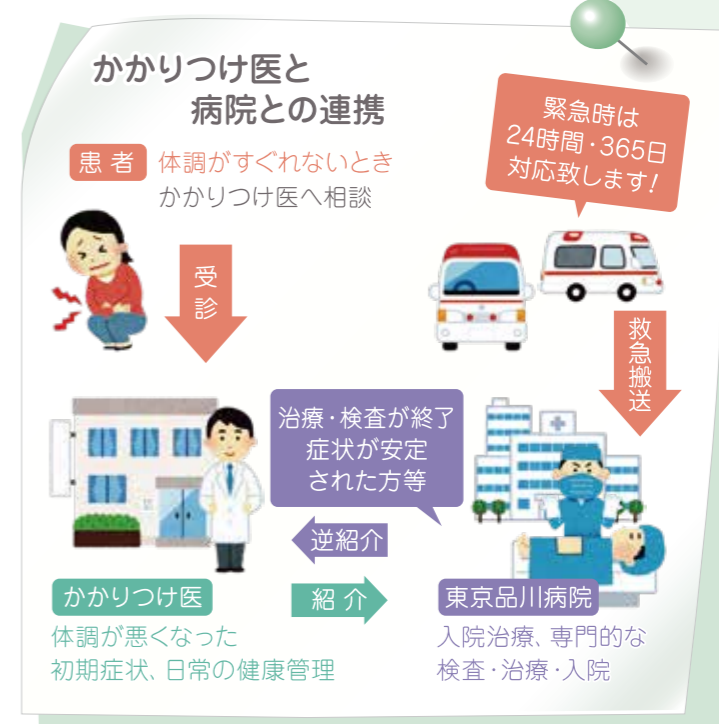 かかりつけ医と
病院との連携
患者 体調がすぐれないとき
かかりつけ医へ相談
緊急時は
24時間・365日
対応致します!
受診
救急搬送
治療・検査が終了
症状が安定
された方等
逆紹介
紹介
かかりつけ医
体調が悪くなった
初期症状、日常の健康管理
東京品川病院
入院治療、専門的な
検査・治療・入院